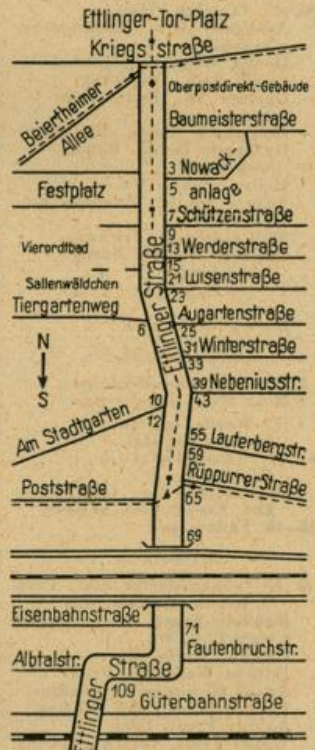 Ettlinger-Tor-Platz
Kriegsstraße
Beiertheimer
Allee
Oberpostdirekt.-Gebäude
Baumeisterstraße
3 Nowack-
5 anlage
Festplatz
7 Schützenstraße
9
13 Werderstraße
Vierordtbad
15
21 Luisenstraße
Sallenwäldchen
23
Tiergartenweg
Ettlinger Straße
6
Augartenstraße
25
31 Winterstraße
33
N
S
39 Nebeniusstr.
43
10
12
Am Stadtgarten
55 Lauterbergstr.
59
Rüppurrer Straße
65
Poststraße
69
Eisenbahnstraße
71
Fautenbruchstr.
Albtalstr.
Ettlinger Straße
109
Güterbahnstraße